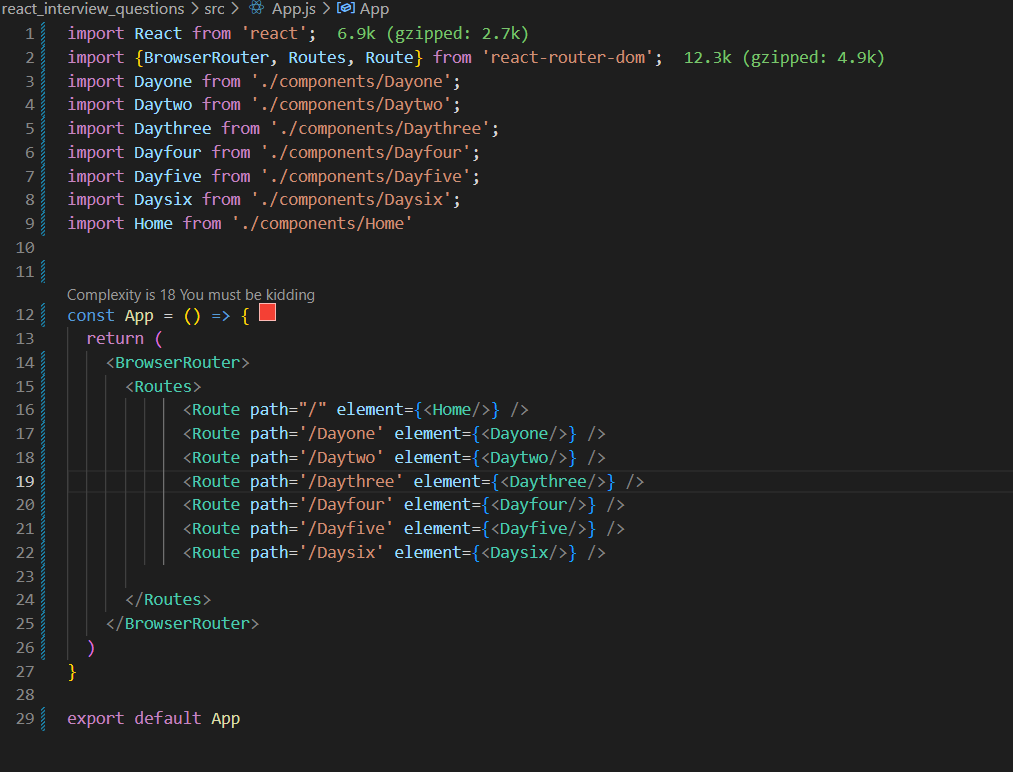 react_interview_questions > src > App.js > App
1 import React from 'react'; 6.9k (gzipped: 2.7k)
2 import {BrowserRouter, Routes, Route} from 'react-router-dom'; 12.3k (gzipped: 4.9k)
3 import Dayone from './components/Dayone';
4 import Daytwo from './components/Daytwo';
5 import Daythree from './components/Daythree';
6 import Dayfour from './components/Dayfour';
7 import Dayfive from './components/Dayfive';
8 import Daysix from './components/Daysix';
9 import Home from './components/Home'
10
11
Complexity is 18 You must be kidding
12 const App = () => {
13 return (
14 <BrowserRouter>
15 <Routes>
16 <Route path="/" element={<Home/>} />
17 <Route path='/Dayone' element={<Dayone/>} />
18 <Route path='/Daytwo' element={<Daytwo/>} />
19 <Route path='/Daythree' element={<Daythree/>} />
20 <Route path='/Dayfour' element={<Dayfour/>} />
21 <Route path='/Dayfive' element={<Dayfive/>} />
22 <Route path='/Daysix' element={<Daysix/>} />
23
24 </Routes>
25 </BrowserRouter>
26 )
27 }
28
29 export default App